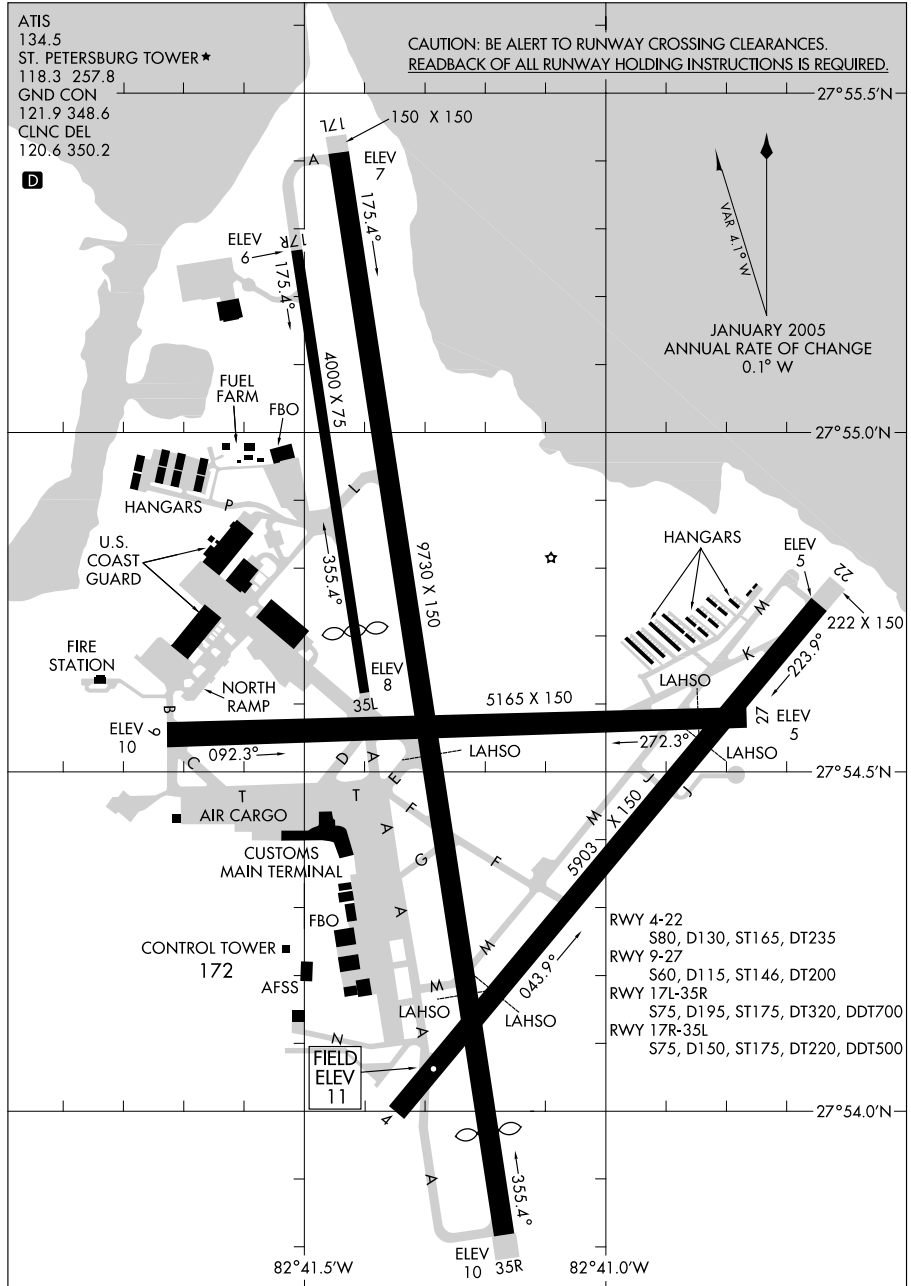 ATIS
134.5
ST. PETERSBURG TOWER★
118.3 257.8
GND CON
121.9 348.6
CLNC DEL
120.6 350.2
D
CAUTION: BE ALERT TO RUNWAY CROSSING CLEARANCES.
READBACK OF ALL RUNWAY HOLDING INSTRUCTIONS IS REQUIRED.
27°55.5'N
17L
150 X 150
A
ELEV
7
175.4°
VAR 4.1° W
JANUARY 2005
ANNUAL RATE OF CHANGE
0.1° W
ELEV
6
17R
175.4°
4000 X 75
FUEL
FARM
FBO
27°55.0'N
HANGARS
P
L
U.S.
COAST
GUARD
355.4°
9730 X 150
HANGARS
ELEV
5
22
222 X 150
M
K
223.9°
FIRE
STATION
NORTH
RAMP
ELEV
8
35L
5165 X 150
LAHSO
B
ELEV
10
9
092.3°
272.3°
27
ELEV
5
LAHSO
LAHSO
27°54.5'N
C
D
A
E
F
J
J
T
T
AIR CARGO
A
G
F
M
5903 X 150
CUSTOMS
MAIN TERMINAL
A
FBO
CONTROL TOWER
172
AFSS
M
M
043.9°
LAHSO
LAHSO
RWY 4-22
S80, D130, ST165, DT235
RWY 9-27
S60, D115, ST146, DT200
RWY 17L-35R
S75, D195, ST175, DT320, DDT700
RWY 17R-35L
S75, D150, ST175, DT220, DDT500
N
A
FIELD
ELEV
11
4
27°54.0'N
A
355.4°
ELEV
10
35R
82°41.5'W
82°41.0'W